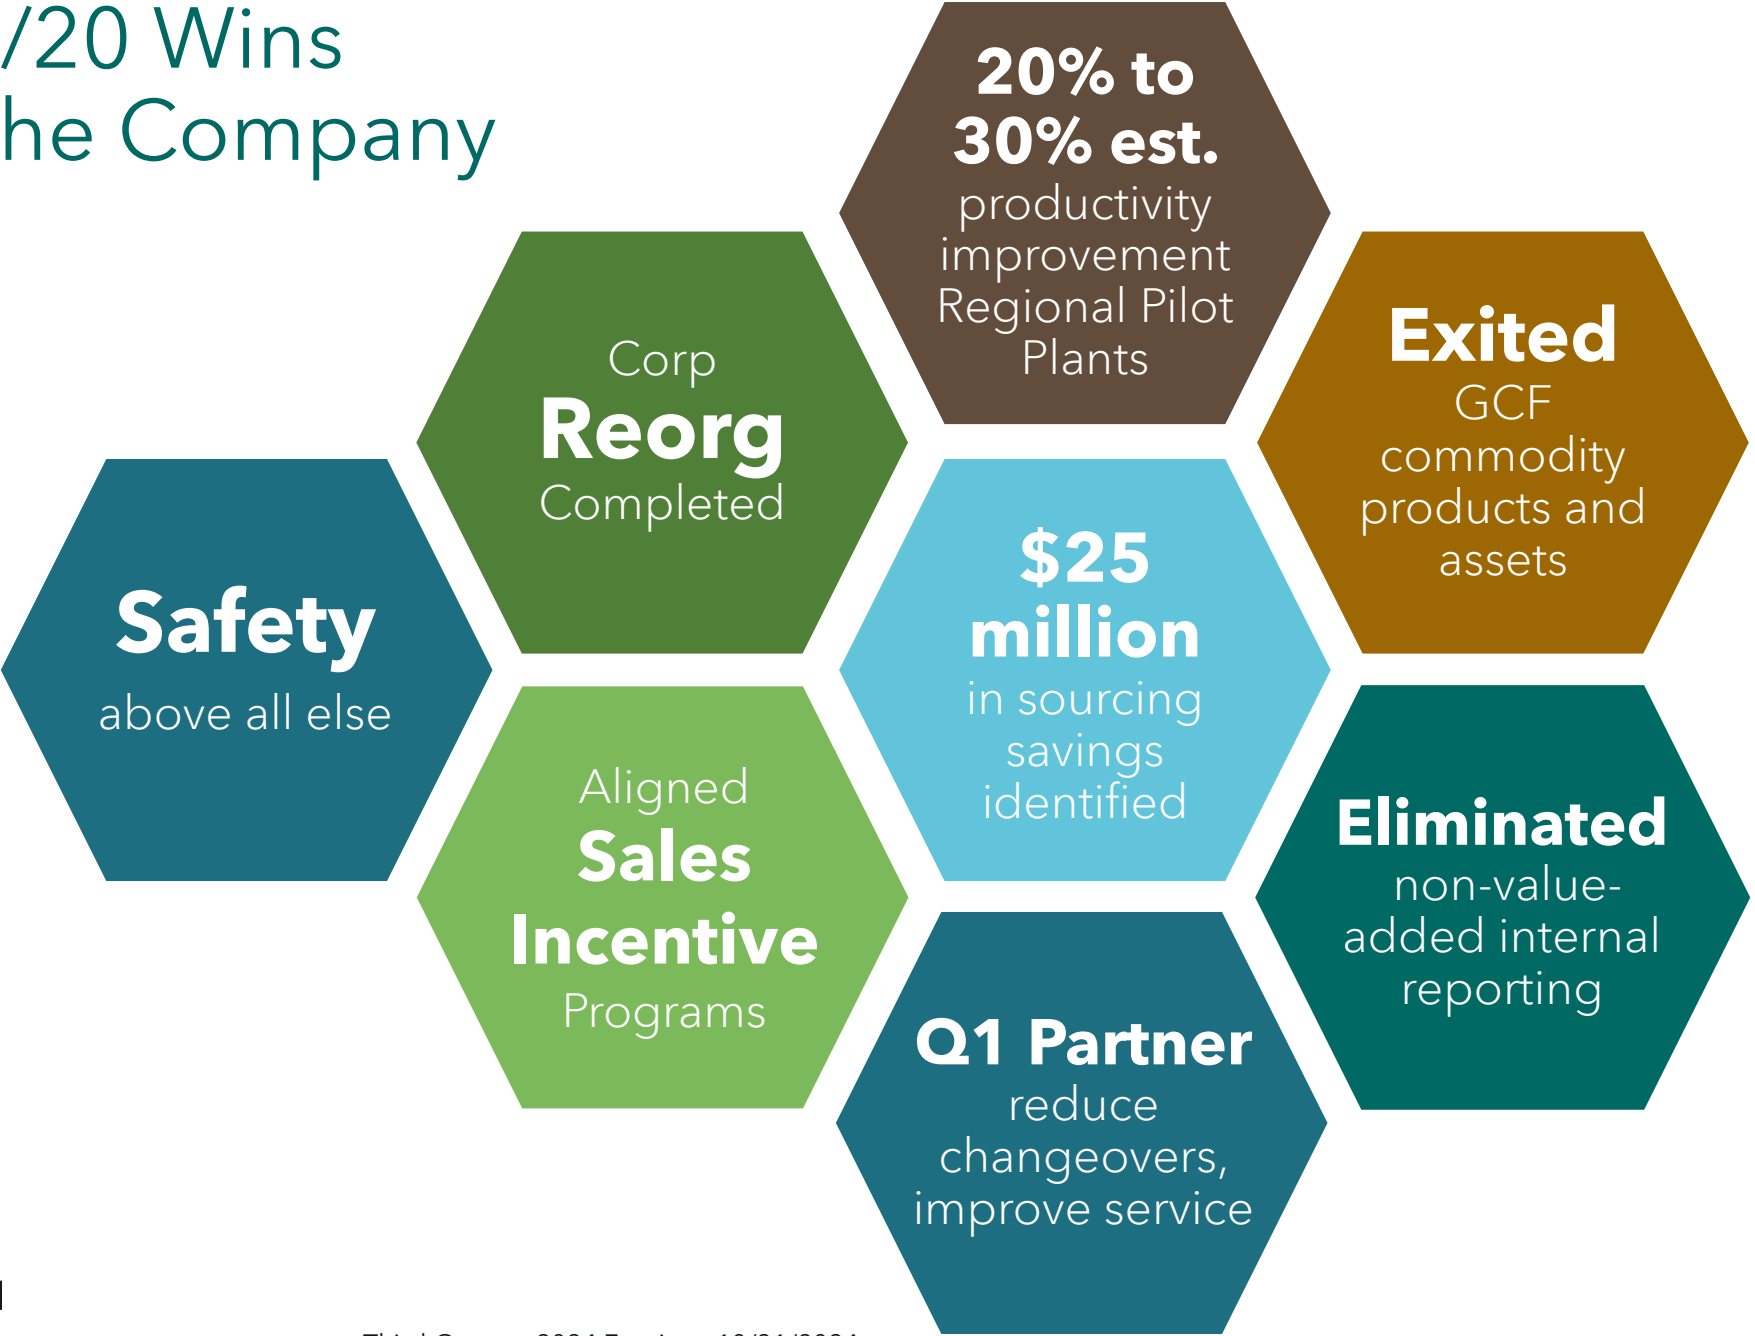 /20 Wins
he Company
20% to
30% est.
productivity
improvement
Regional Pilot
Plants
Corp
Reorg
Completed
Exited
GCF
commodity
products and
assets
Safety
above all else
$25
million
in sourcing
savings
identified
Aligned
Sales
Incentive
Programs
Eliminated
non-value-
added internal
reporting
Q1 Partner
reduce
changeovers,
improve service